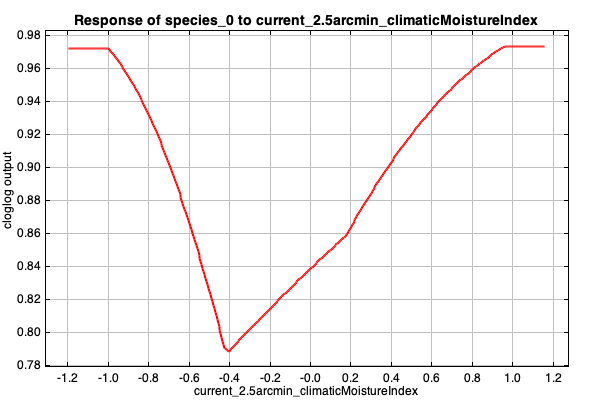 Response of species_0 to current_2.5arcmin_climaticMoistureIndex
0.98
0.96
0.94
0.92
0.90
0.88
0.86
0.84
0.82
0.80
0.78
cloglog output
-1.2 -1.0 -0.8 -0.6 -0.4 -0.2 -0.0 0.2 0.4 0.6 0.8 1.0 1.2
current_2.5arcmin_climaticMoistureIndex